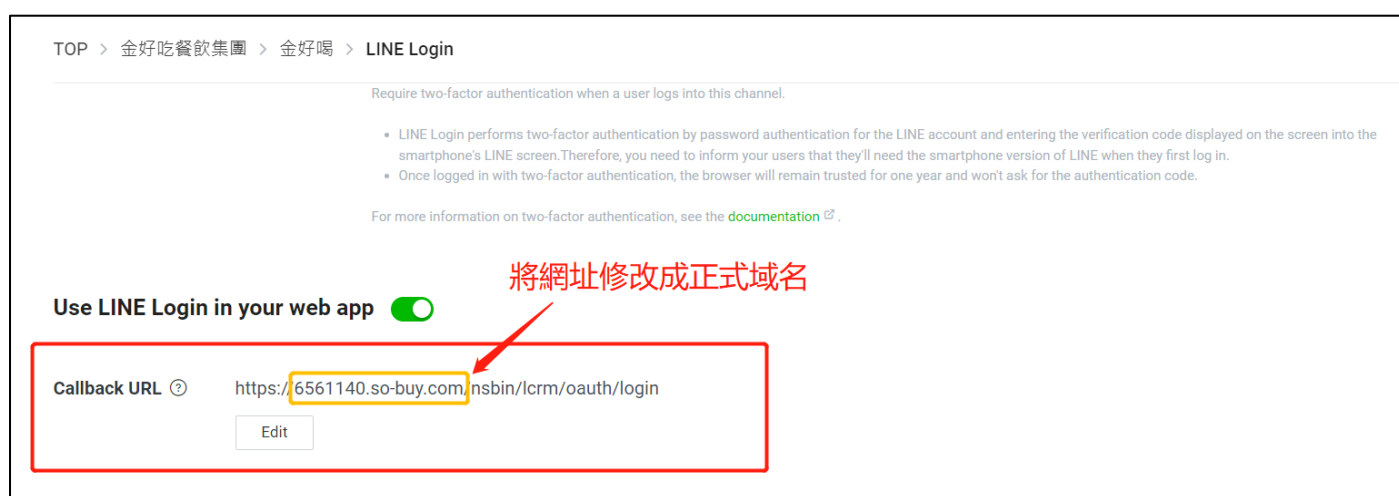 TOP > 金好吃餐飲集團 > 金好喝 > LINE Login
Require two-factor authentication when a user logs into this channel.
• LINE Login performs two-factor authentication by password authentication for the LINE account and entering the verification code displayed on the screen into the
smartphone's LINE screen.Therefore, you need to inform your users that they'll need the smartphone version of LINE when they first log in.
• Once logged in with two-factor authentication, the browser will remain trusted for one year and won't ask for the authentication code.
For more information on two-factor authentication, see the documentation .
將網址修改成正式域名
Use LINE Login in your web app
Callback URL ? https://6561140.so-buy.com/nsbin/lcrm/oauth/login
Edit